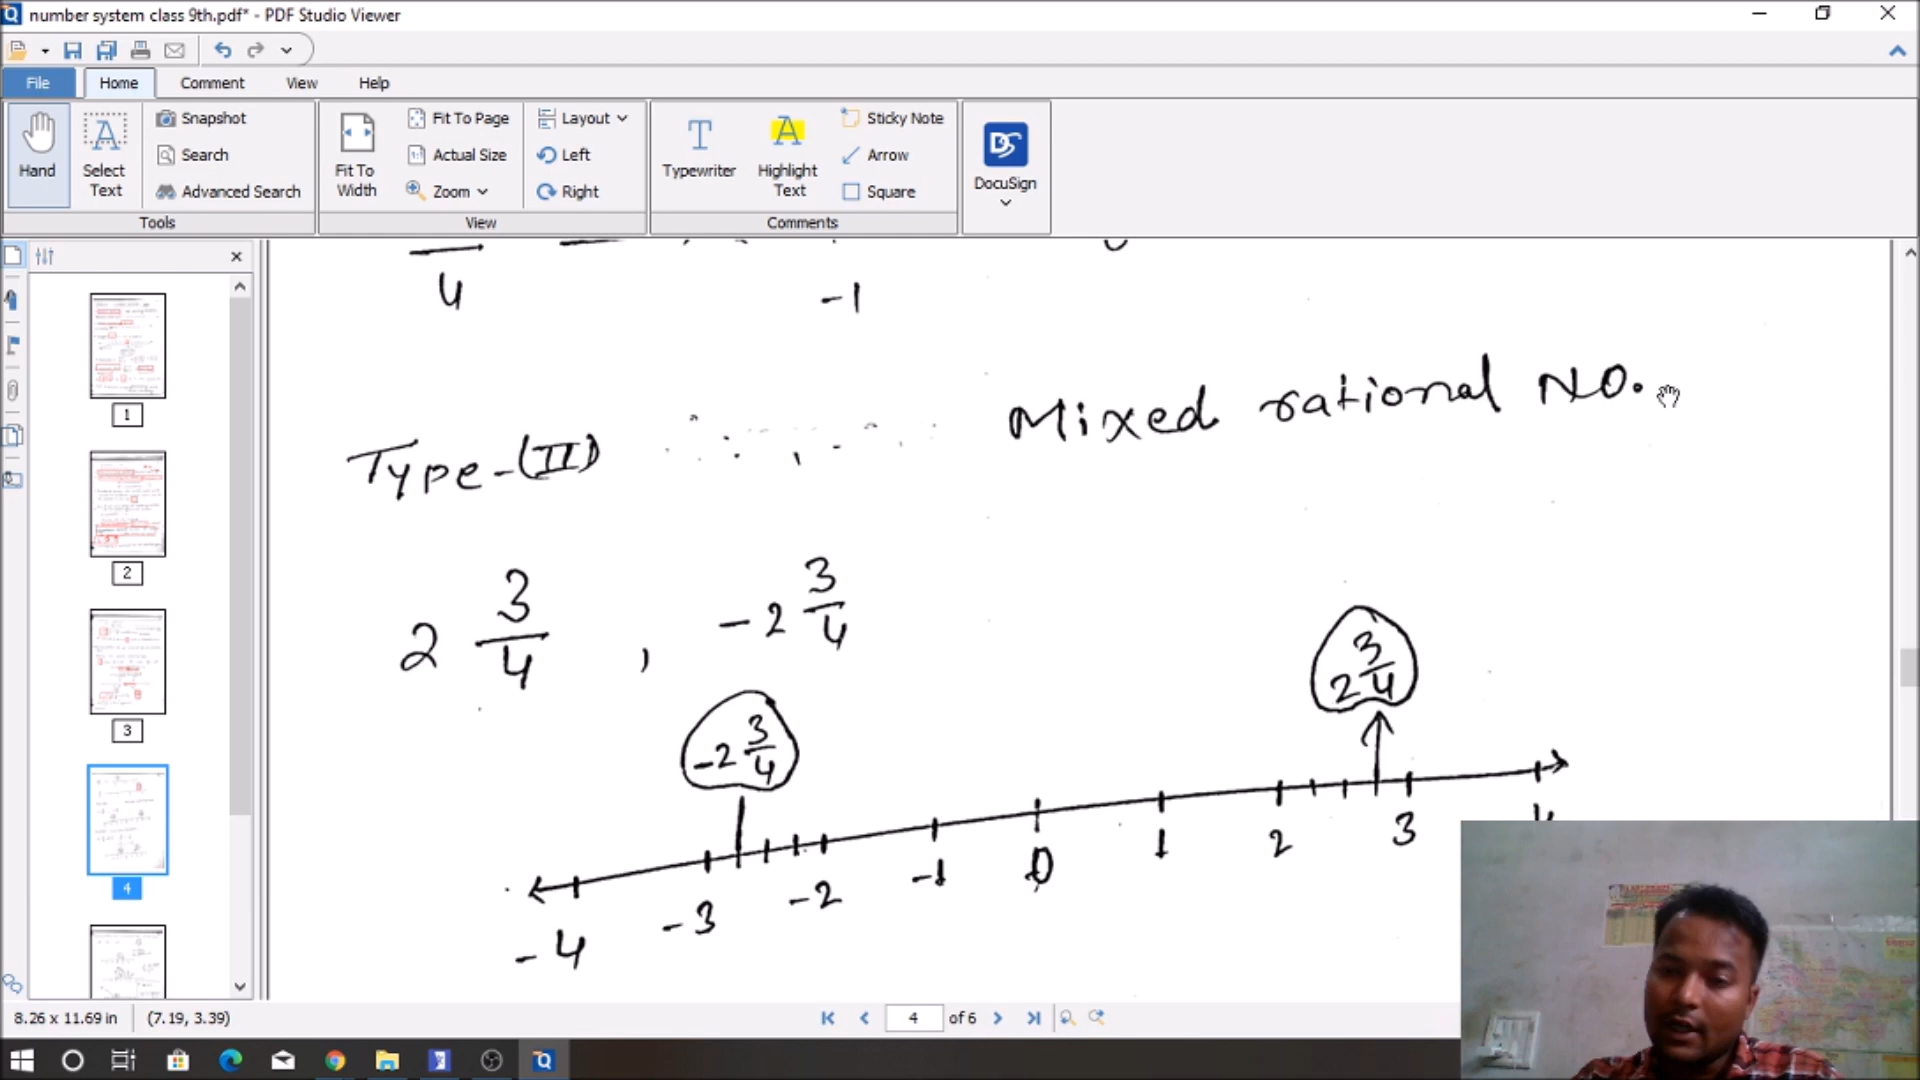 number system class 9th.pdf* - PDF Studio Viewer
File Home Comment View Help
Hand
Select Text
Snapshot
Search
Advanced Search
Tools
Fit To Width
Fit To Page
Actual Size
Zoom
Layout
Left
Right
View
T
Typewriter
A
Highlight Text
Sticky Note
Arrow
Square
Comments
DS
DocuSign
1
2
3
4
4 -1
Type-(II) Mixed rational NO.
2 3/4 , -2 3/4
-2 3/4 2 3/4
-4 -3 -2 -1 0 1 2 3
8.26 x 11.69 in (7.19, 3.39) 4 of 6